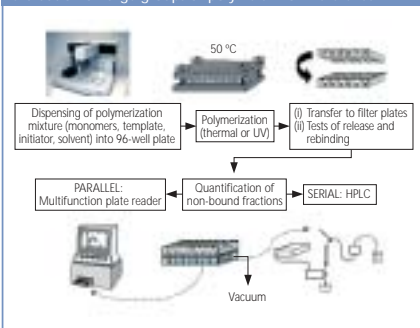 50 ºC
Dispensing of polymerization
mixture (monomers, template,
initiator, solvent) into 96-well plate
Polymerization
(thermal or UV)
(i) Transfer to filter plates
(ii) Tests of release and
rebinding
PARALLEL:
Multifunction plate reader
Quantification of
non-bound fractions
SERIAL: HPLC
Vacuum